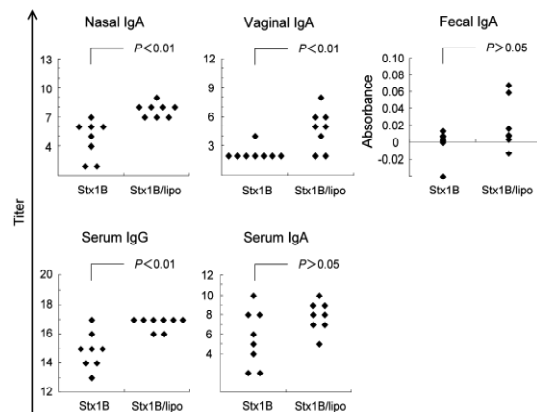 Nasal IgA
Vaginal IgA
Fecal IgA
P<0.01
P<0.01
P>0.05
13
10
7
4
12
9
6
3
0.10
0.08
0.06
0.04
0.02
0
-0.02
Absorbance
Stx1B Stx1B/lipo
Stx1B Stx1B/lipo
Stx1B Stx1B/lipo
Titer
Serum IgG
Serum IgA
P<0.01
P>0.05
20
18
16
14
12
12
10
8
6
4
Stx1B Stx1B/lipo
Stx1B Stx1B/lipo